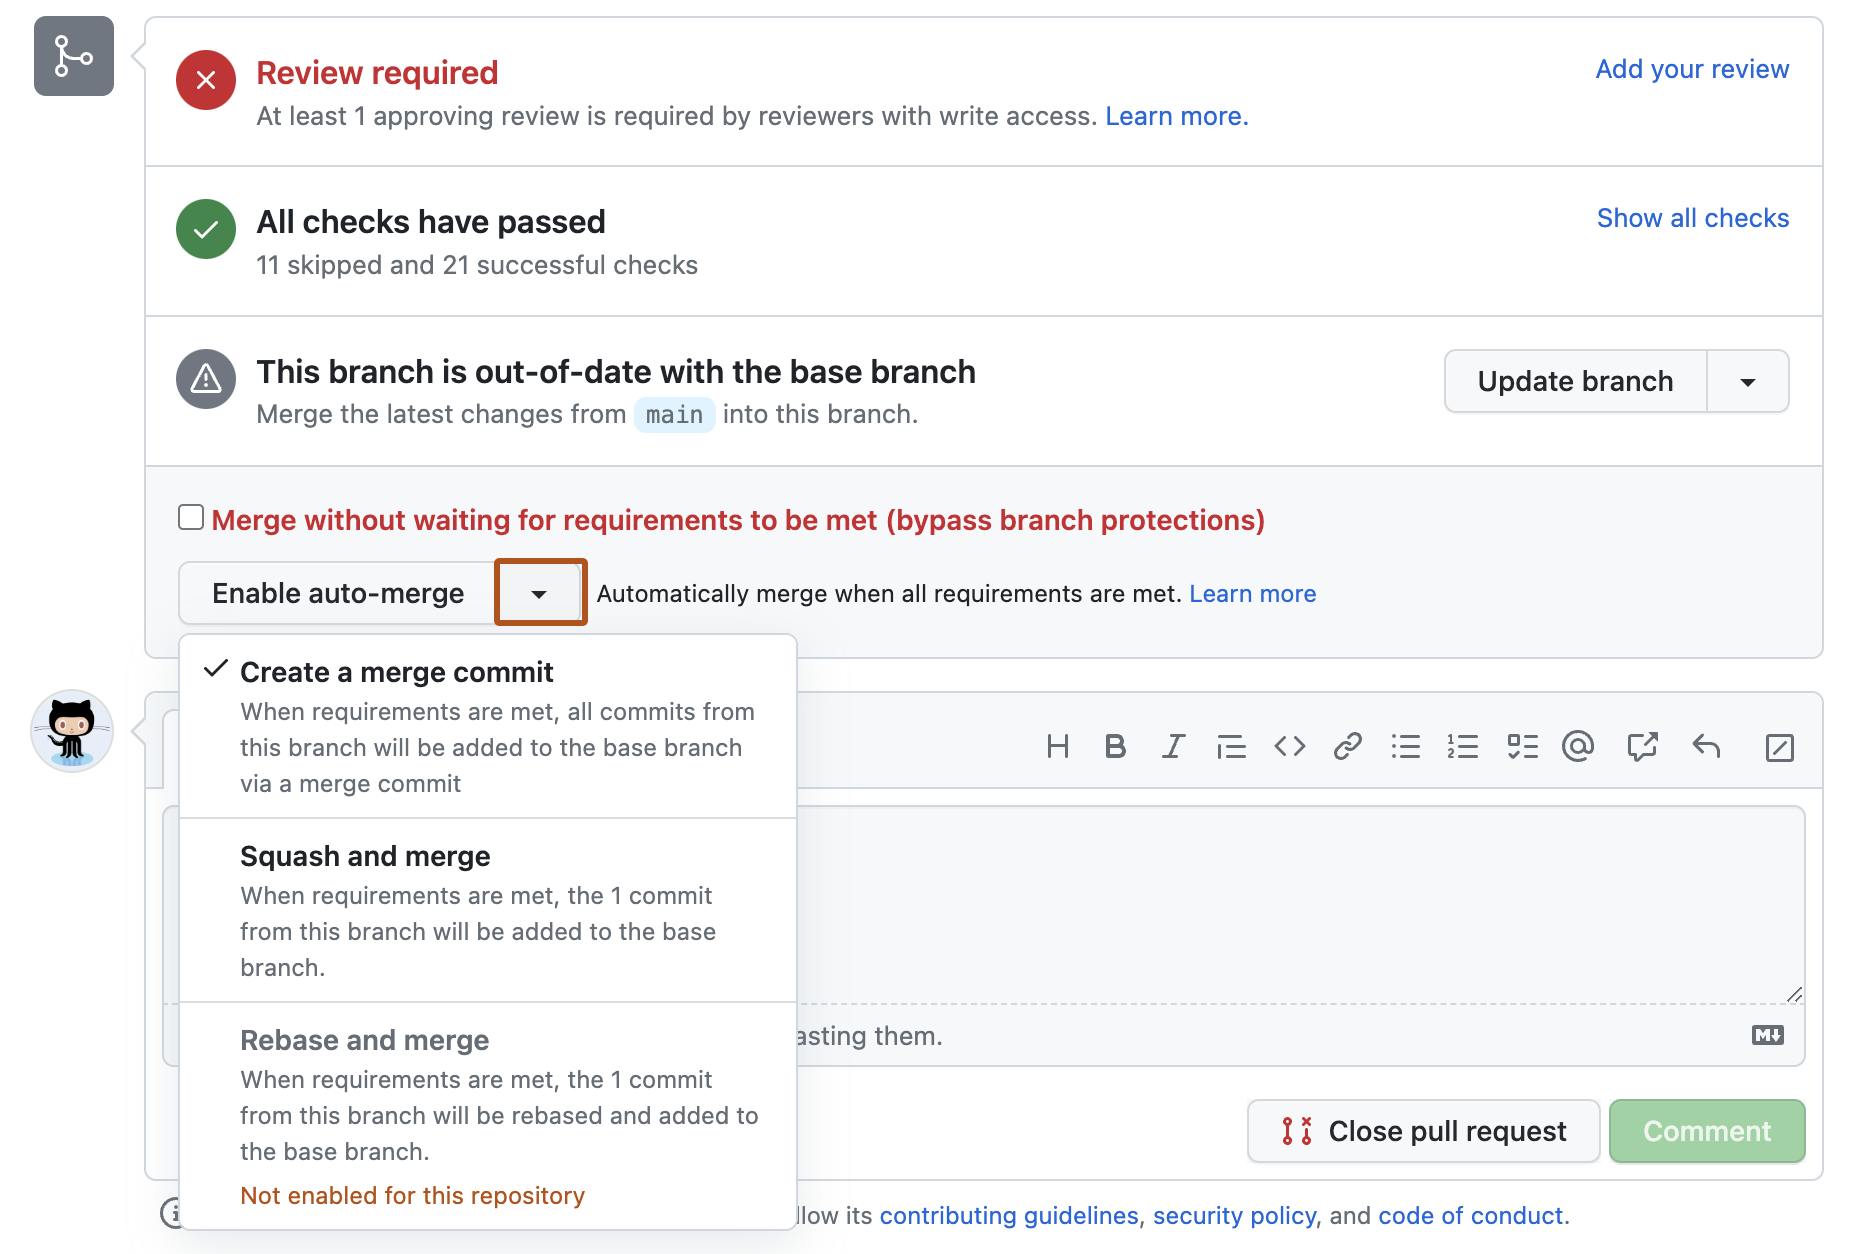 Review required
Add your review
At least 1 approving review is required by reviewers with write access. Learn more.
All checks have passed
Show all checks
11 skipped and 21 successful checks
This branch is out-of-date with the base branch
Update branch
Merge the latest changes from main into this branch.
Merge without waiting for requirements to be met (bypass branch protections)
Enable auto-merge
Automatically merge when all requirements are met. Learn more
Create a merge commit
When requirements are met, all commits from
this branch will be added to the base branch
via a merge commit
Squash and merge
When requirements are met, the 1 commit
from this branch will be added to the base
branch.
Rebase and merge
When requirements are met, the 1 commit
from this branch will be rebased and added to
the base branch.
Not enabled for this repository
asting them.
Close pull request
Comment
llow its contributing guidelines, security policy, and code of conduct.